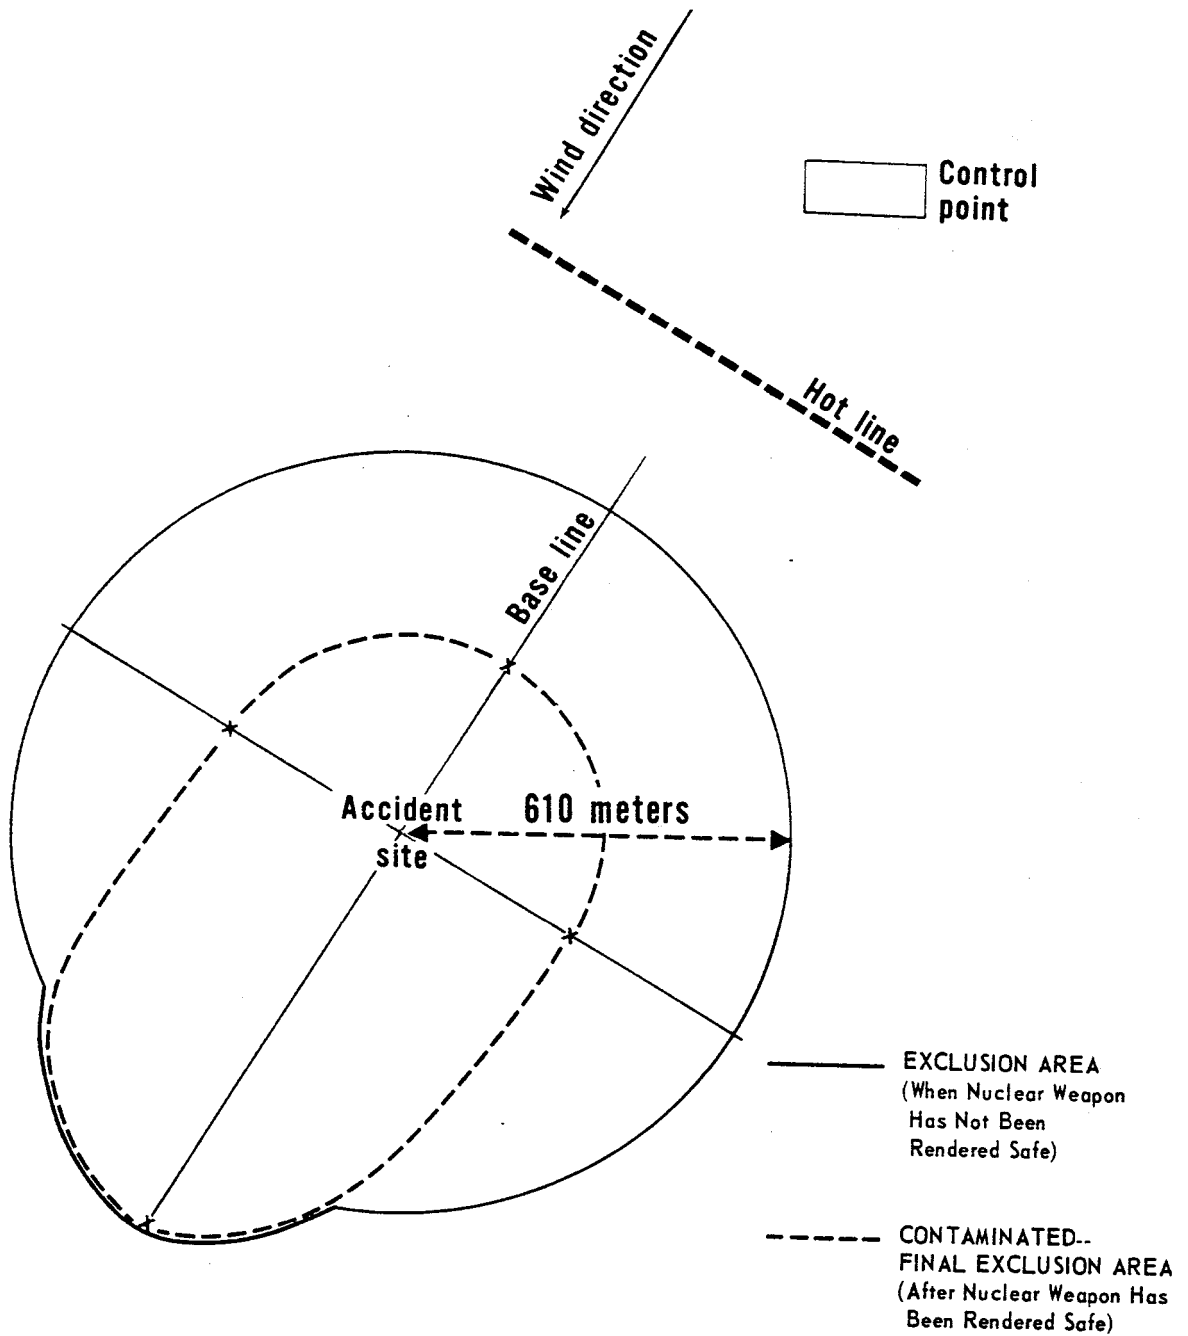 Wind direction
Control
point
Hot line
Base line
Accident
site
610 meters
EXCLUSION AREA
(When Nuclear Weapon
Has Not Been
Rendered Safe)
CONTAMINATED--
FINAL EXCLUSION AREA
(After Nuclear Weapon Has
Been Rendered Safe)